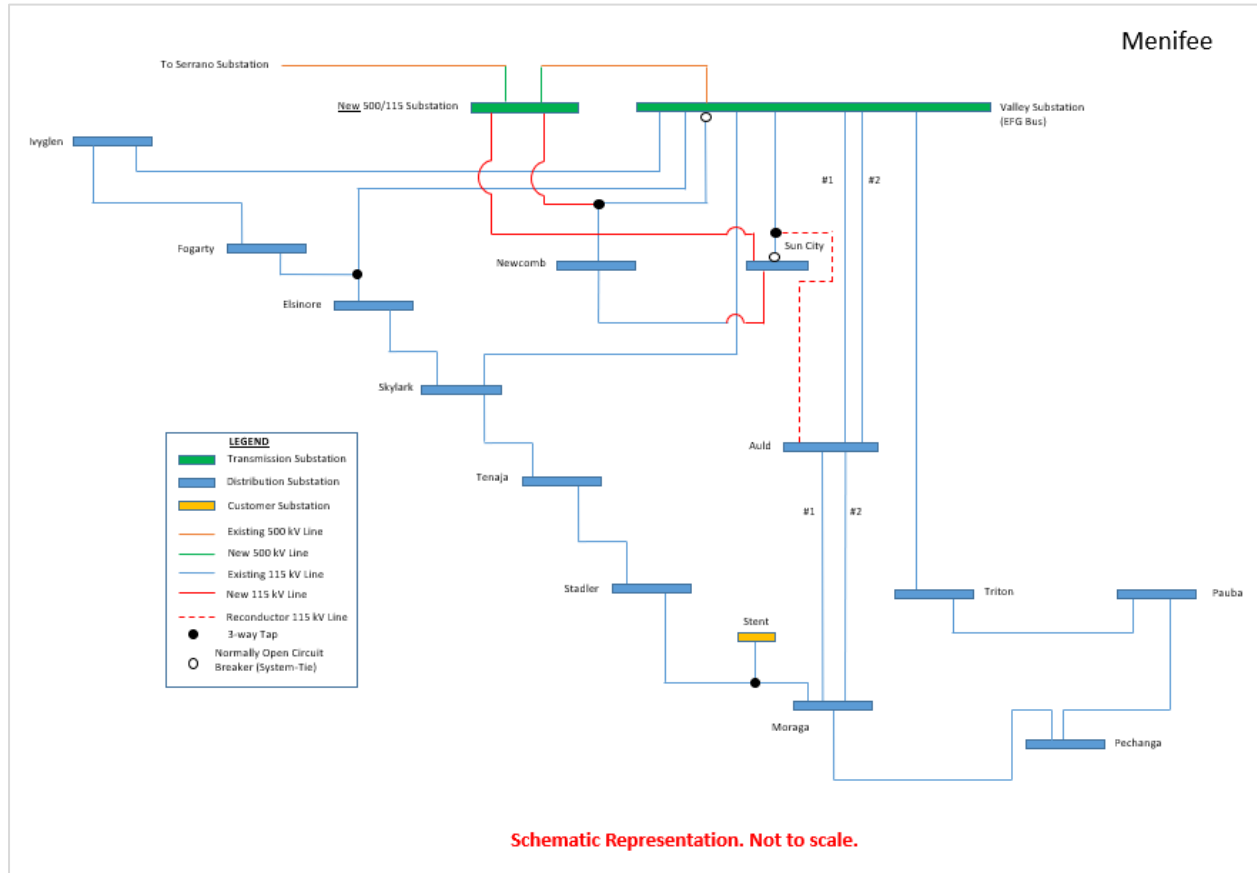 Menifee
To Serrano Substation
New 500/115 Substation
Valley Substation
(EFG Bus)
Ivyglen
#1
#2
Fogarty
Newcomb
Sun City
Elsinore
Skylark
LEGEND
Transmission Substation
Distribution Substation
Customer Substation
Existing 500 kV Line
New 500 kV Line
Existing 115 kV Line
New 115 kV Line
Reconductor 115 kV Line
3-way Tap
Normally Open Circuit
Breaker (System-Tie)
Auld
Tenaja
#1
#2
Stadler
Triton
Pauba
Stent
Moraga
Pechanga
Schematic Representation. Not to scale.